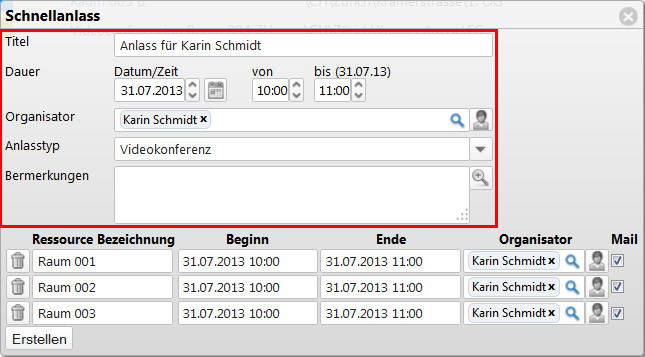 Schnellanlass
Titel Anlass für Karin Schmidt
Datum/Zeit von bis (31.07.13)
Dauer 31.07.2013 10:00 11:00
Organisator Karin Schmidt x
Anlasstyp Videokonferenz
Bermerkungen
Ressource Bezeichnung Beginn Ende Organisator Mail
Raum 001 31.07.2013 10:00 31.07.2013 11:00 Karin Schmidt x
Raum 002 31.07.2013 10:00 31.07.2013 11:00 Karin Schmidt x
Raum 003 31.07.2013 10:00 31.07.2013 11:00 Karin Schmidt x
Erstellen